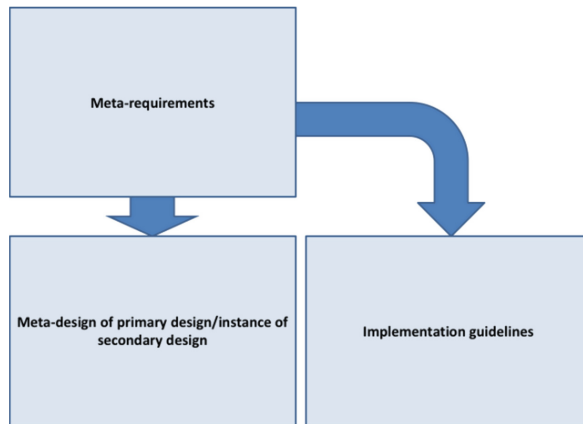 Meta-requirements
Meta-design of primary design/instance of
secondary design
Implementation guidelines